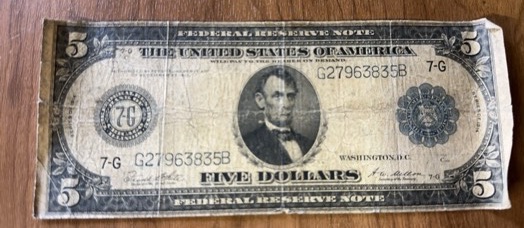 FEDERAL RESERVE NOTE
5 THE UNITED STATES OF AMERICA 5
WILL PAY TO THE BEARER ON DEMAND
G27963835B 7-G
7-G
7-G G27963835B WASHINGTON, D.C.
FIVE DOLLARS 7-G
5 FEDERAL RESERVE NOTE 5